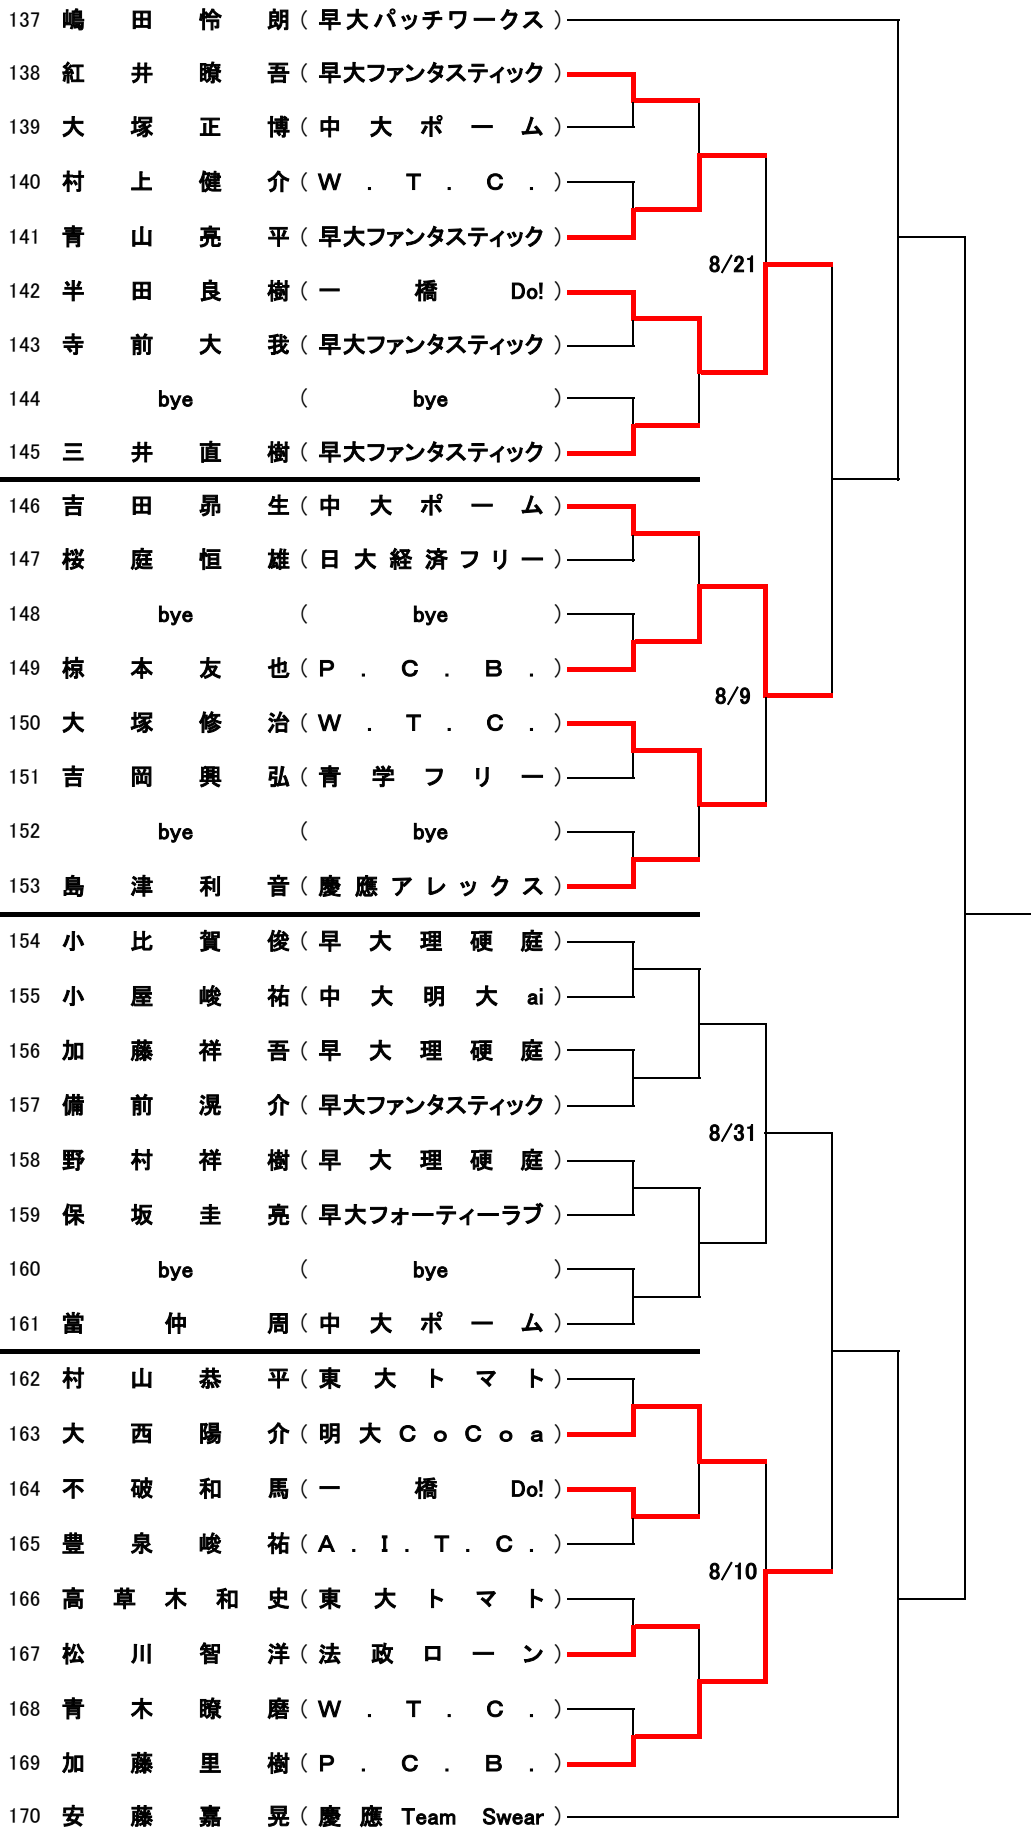 137 嶋田怜朗（早大パッチワークス）
138 紅井瞭吾（早大ファンタスティック）
139 大塚正博（中大ポーム）
140 村上健介（W．T．C．）
141 青山亮平（早大ファンタスティック）
8/21
142 半田良樹（一橋Do!）
143 寺前大我（早大ファンタスティック）
144 bye（bye）
145 三井直樹（早大ファンタスティック）
146 吉田昴生（中大ポーム）
147 桜庭恒雄（日大経済フリー）
148 bye（bye）
149 椋本友也（P．C．B．）
8/9
150 大塚修治（W．T．C．）
151 吉岡興弘（青学フリー）
152 bye（bye）
153 島津利音（慶應アレックス）
154 小比賀俊（早大理硬庭）
155 小屋峻祐（中大明大ai）
156 加藤祥吾（早大理硬庭）
157 備前滉介（早大ファンタスティック）
8/31
158 野村祥樹（早大理硬庭）
159 保坂圭亮（早大フォーティーラブ）
160 bye（bye）
161 當仲周（中大ポーム）
162 村山恭平（東大トマト）
163 大西陽介（明大CoCoa）
164 不破和馬（一橋Do!）
165 豊泉峻祐（A．I．T．C．）
8/10
166 高草木和史（東大トマト）
167 松川智洋（法政ローン）
168 青木瞭磨（W．T．C．）
169 加藤里樹（P．C．B．）
170 安藤嘉晃（慶應Team Swear）